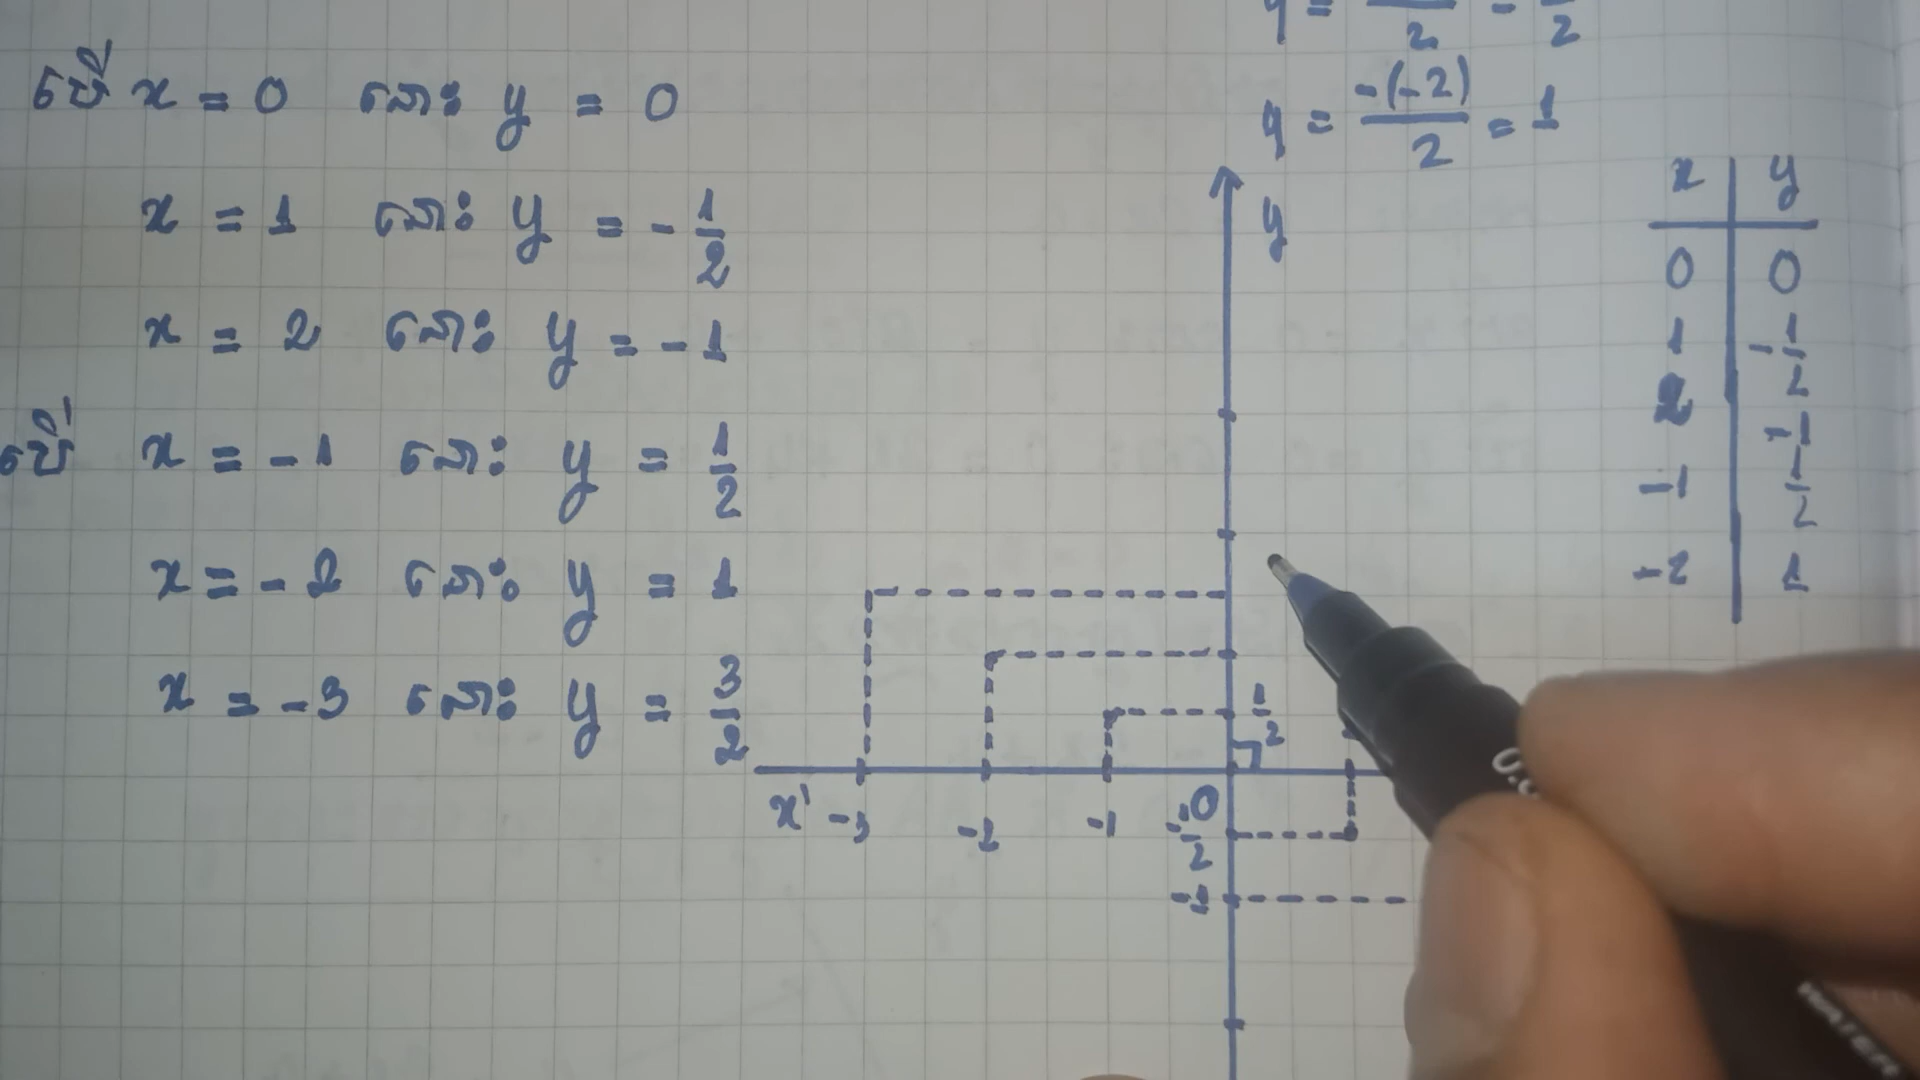 បើ x = 0 នោះ y = 0
x = 1 នោះ y = - 1/2
x = 2 នោះ y = - 1
បើ x = - 1 នោះ y = 1/2
x = - 2 នោះ y = 1
x = - 3 នោះ y = 3/2
y = -(-2)/2 = 1
x y
0 0
1 -1/2
2 -1
-1 1/2
-2 1
y
1/2
x' -3 -2 -1 0
-1/2
-1